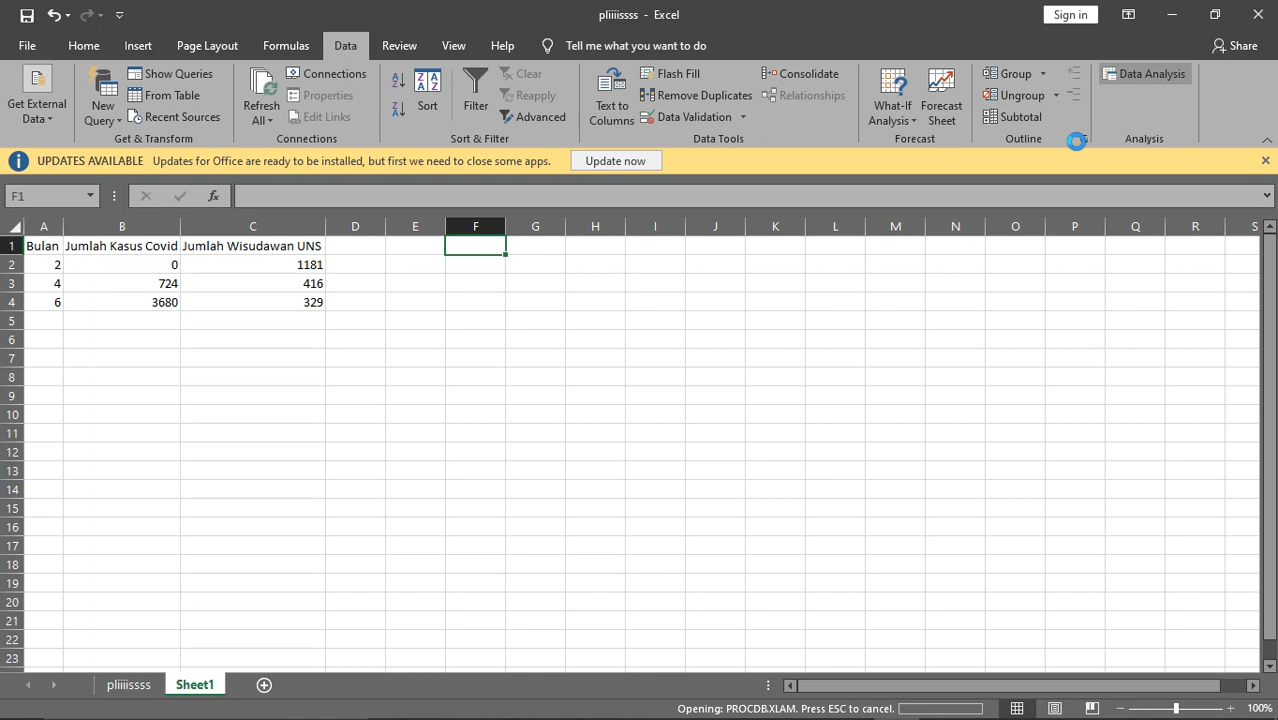 pliiiissss - Excel
Sign in
File Home Insert Page Layout Formulas Data Review View Help Tell me what you want to do Share
Get External Data
New Query
Show Queries
From Table
Recent Sources
Get & Transform
Refresh All
Connections
Properties
Edit Links
Connections
Sort
Filter
Clear
Reapply
Advanced
Sort & Filter
Text to Columns
Flash Fill
Remove Duplicates
Data Validation
Consolidate
Relationships
Data Tools
What-If Analysis
Forecast Sheet
Forecast
Group
Ungroup
Subtotal
Outline
Data Analysis
Analysis
UPDATES AVAILABLE Updates for Office are ready to be installed, but first we need to close some apps. Update now
F1 fx
A B C D E F G H I J K L M N O P Q R S
1 Bulan Jumlah Kasus Covid Jumlah Wisudawan UNS
2 2 0 1181
3 4 724 416
4 6 3680 329
5
6
7
8
9
10
11
12
13
14
15
16
17
18
19
20
21
22
23
pliiiissss Sheet1
Opening: PROCDB.XLAM. Press ESC to cancel. 100%